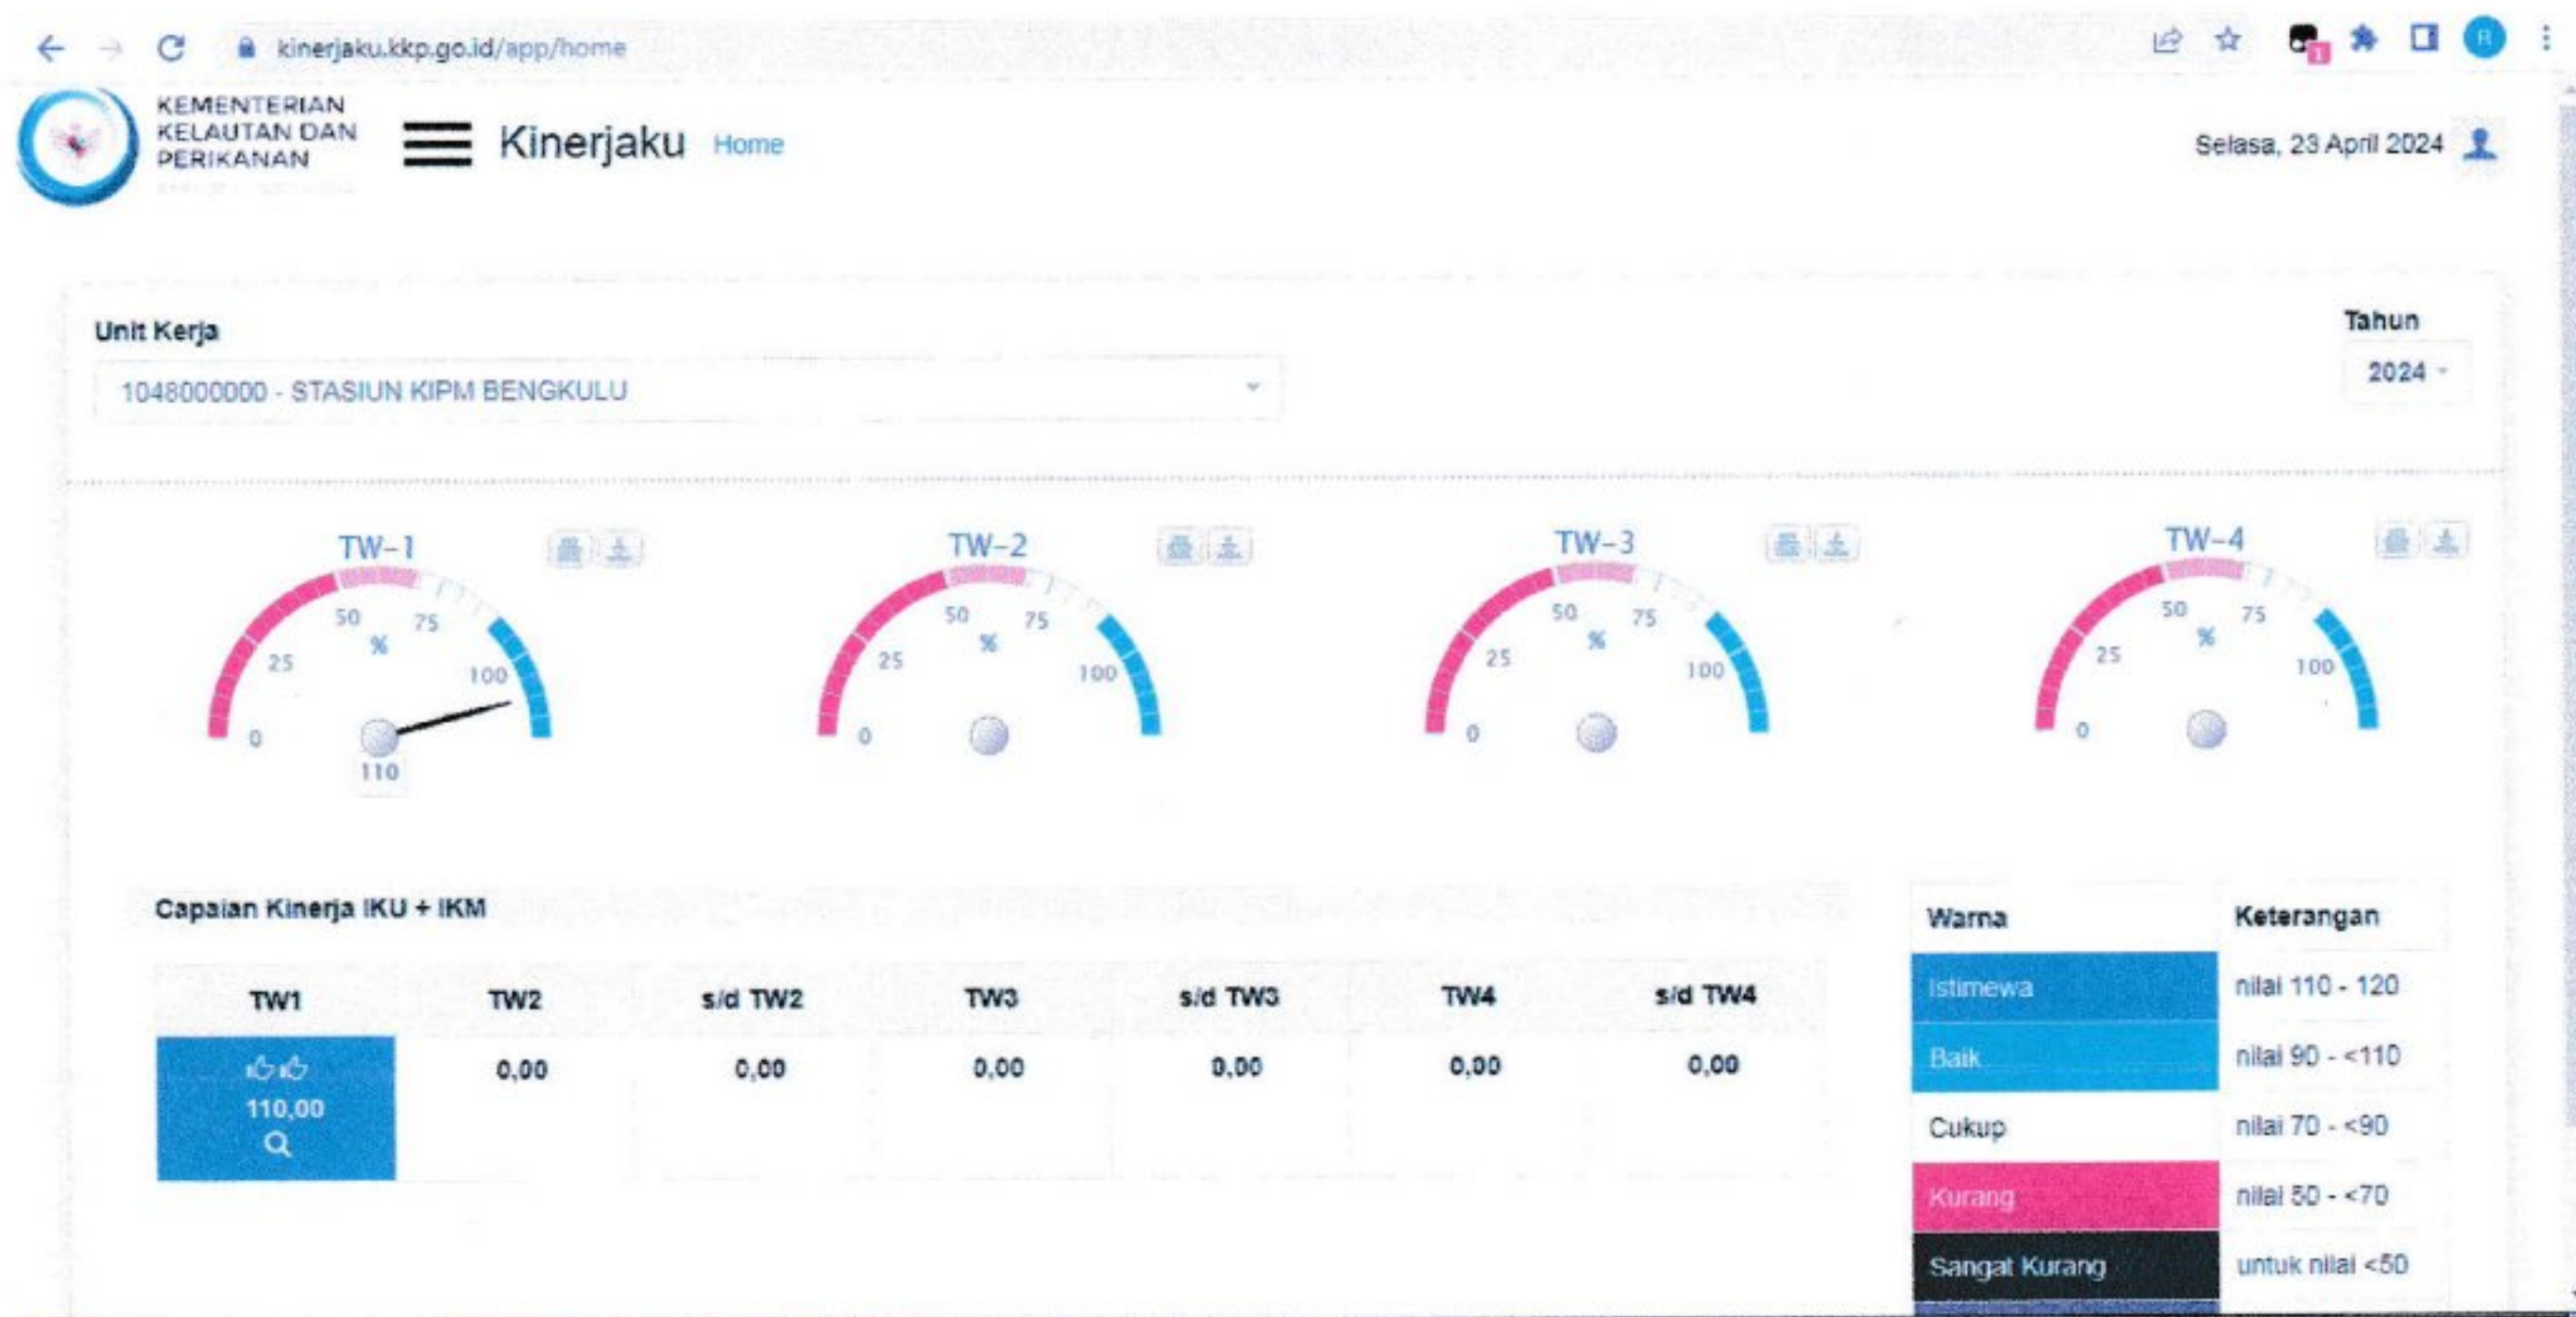 kinerjaku.kkp.go.id/app/home
R
1
KEMENTERIAN
KELAUTAN DAN
PERIKANAN
Kinerjaku Home
Selasa, 23 April 2024
Unit Kerja
Tahun
1048000000 - STASIUN KIPM BENGKULU
2024
TW-1
0
25
50
75
100
%
110
TW-2
0
25
50
75
100
%
TW-3
0
25
50
75
100
%
TW-4
0
25
50
75
100
%
Capaian Kinerja IKU + IKM
TW1 TW2 s/d TW2 TW3 s/d TW3 TW4 s/d TW4
110,00 0,00 0,00 0,00 0,00 0,00 0,00
Warna Keterangan
Istimewa nilai 110 - 120
Baik nilai 90 - <110
Cukup nilai 70 - <90
Kurang nilai 50 - <70
Sangat Kurang untuk nilai <50